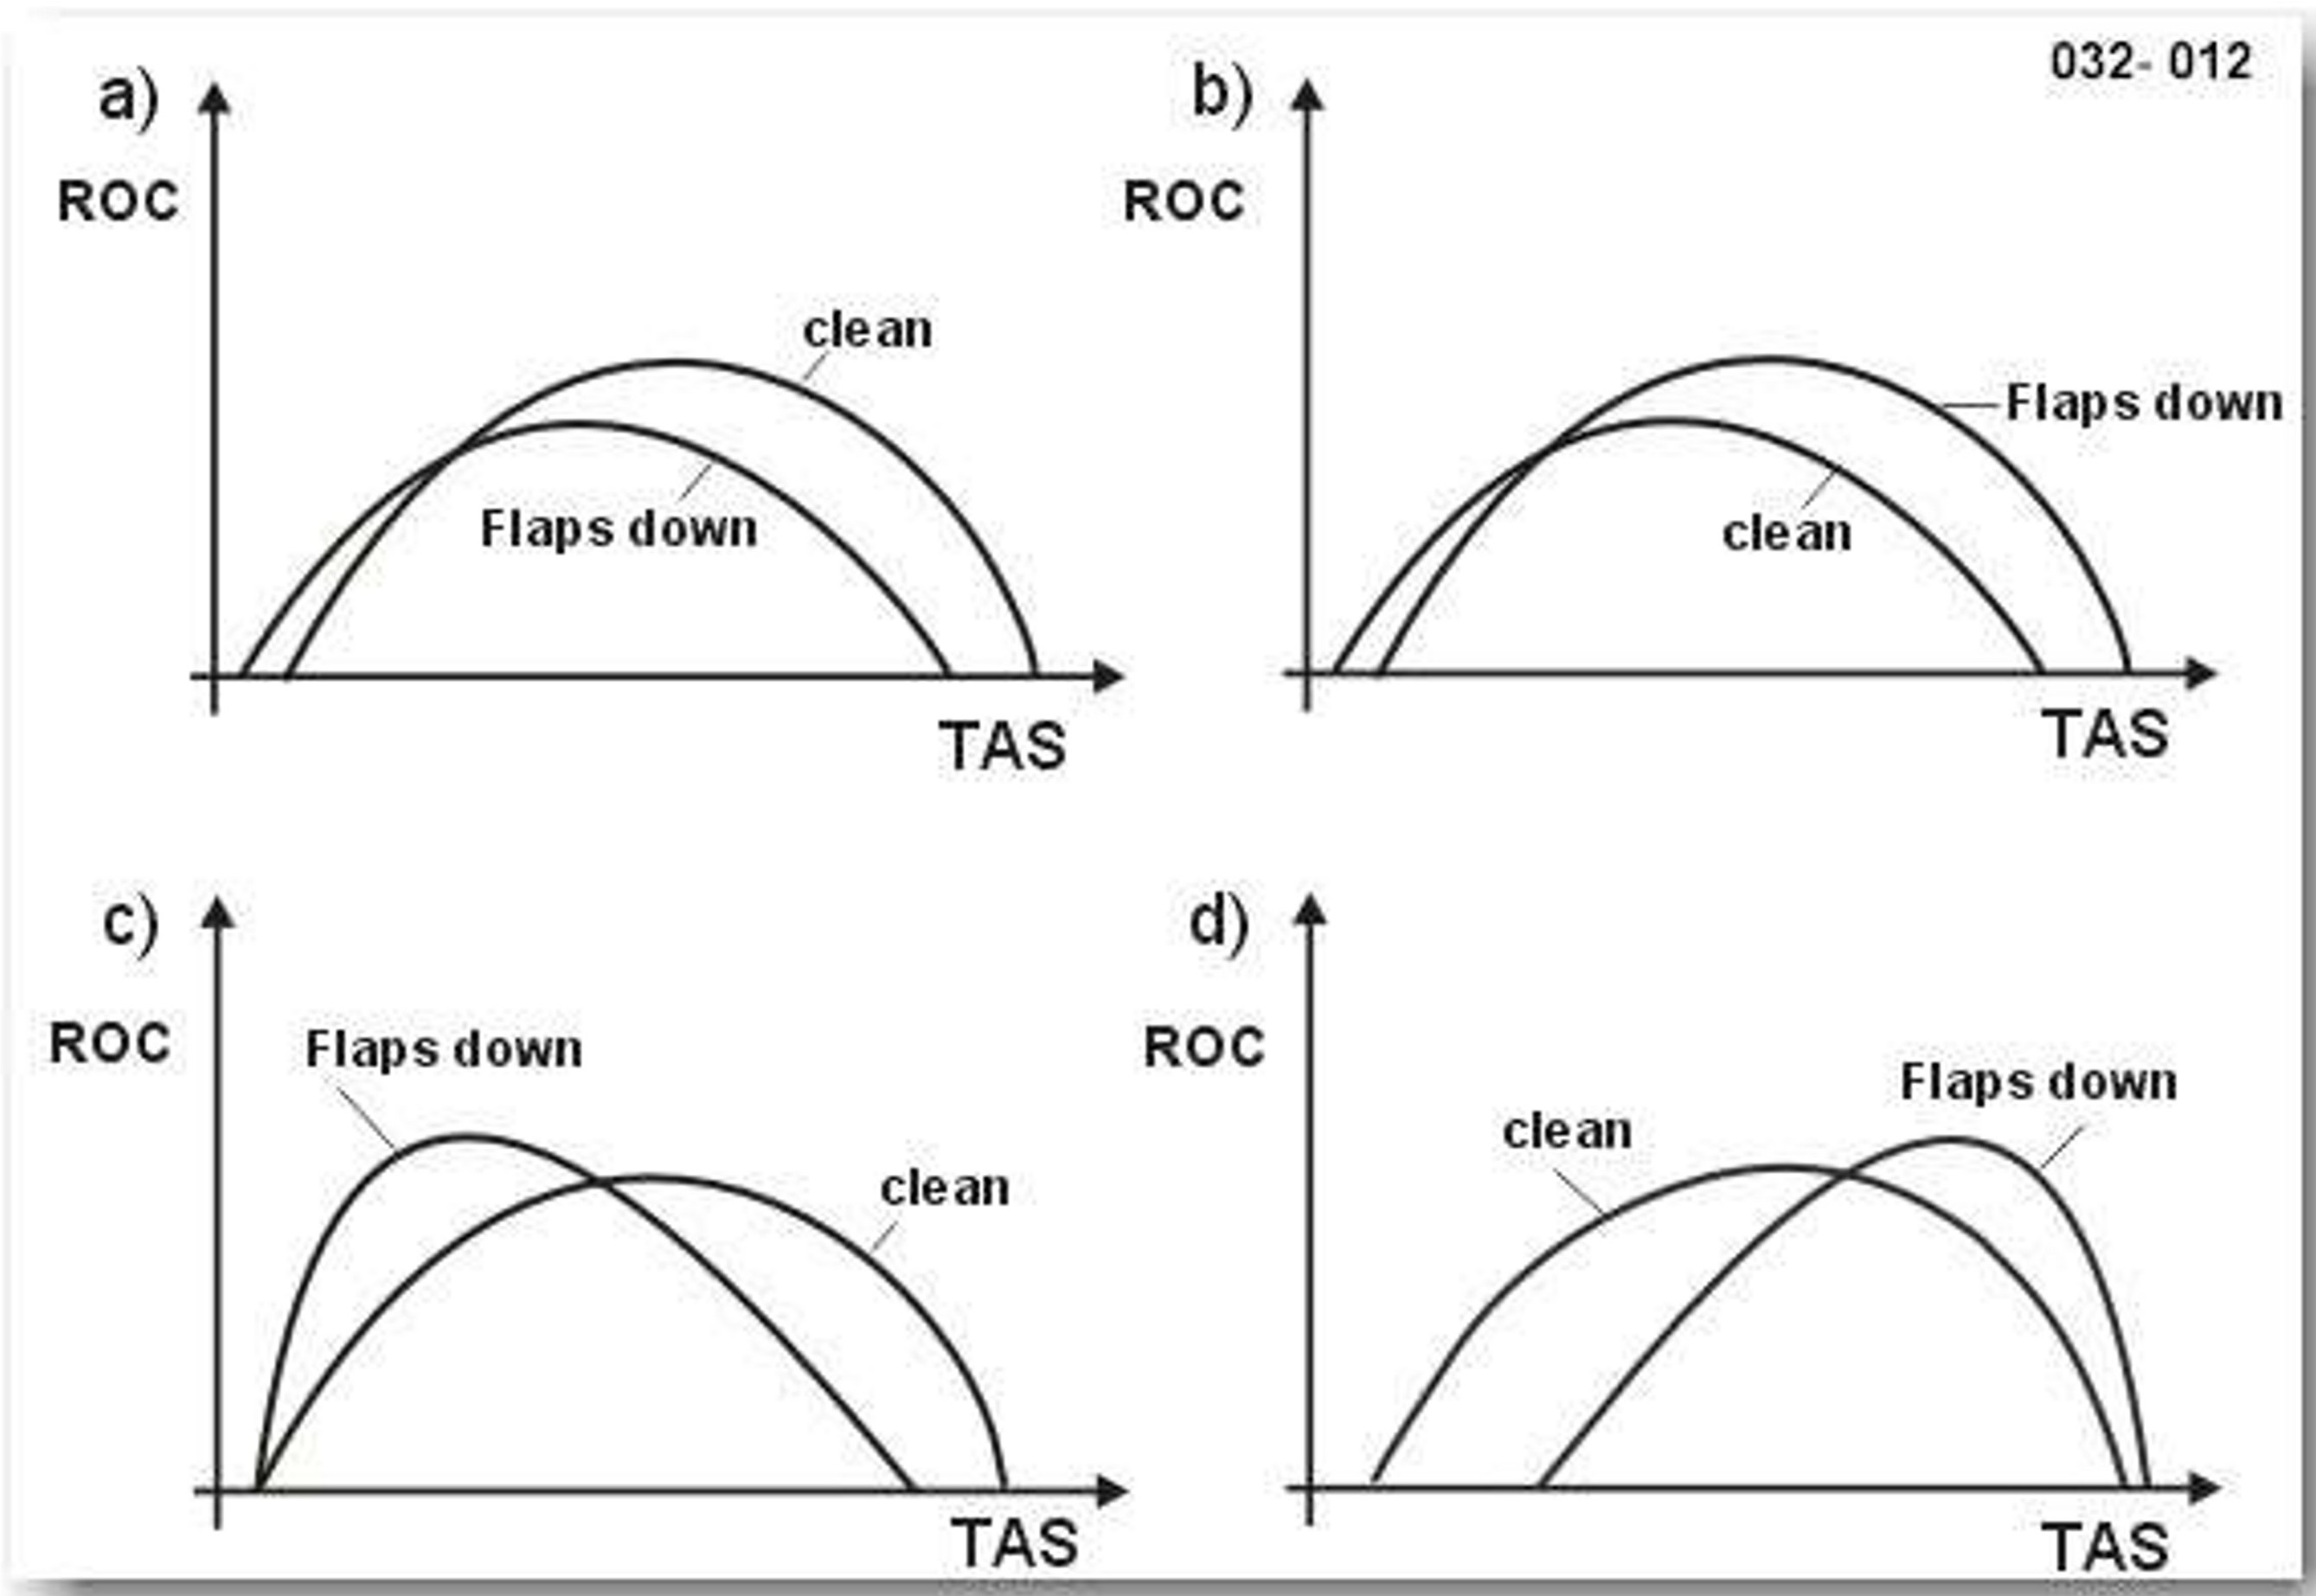 032- 012
a)
ROC
clean
Flaps down
TAS
b)
ROC
Flaps down
clean
TAS
c)
ROC
Flaps down
clean
TAS
d)
ROC
clean
Flaps down
TAS